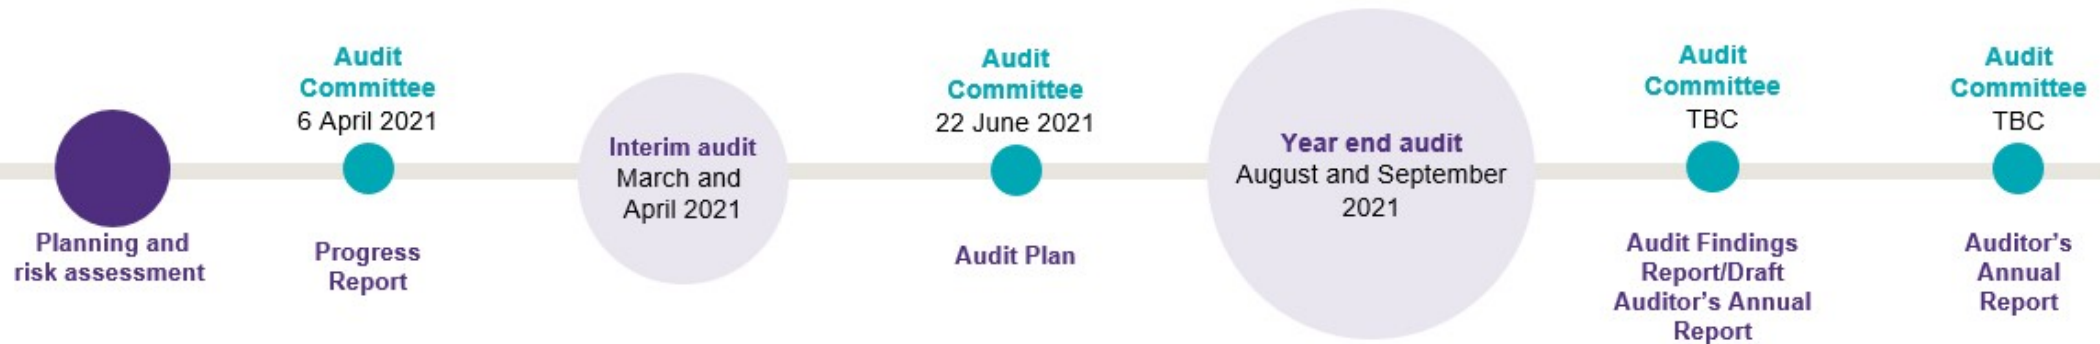 Planning and
risk assessment
Audit
Committee
6 April 2021
Progress
Report
Interim audit
March and
April 2021
Audit
Committee
22 June 2021
Audit Plan
Year end audit
August and September
2021
Audit
Committee
TBC
Audit Findings
Report/Draft
Auditor’s Annual
Report
Audit
Committee
TBC
Auditor’s
Annual
Report